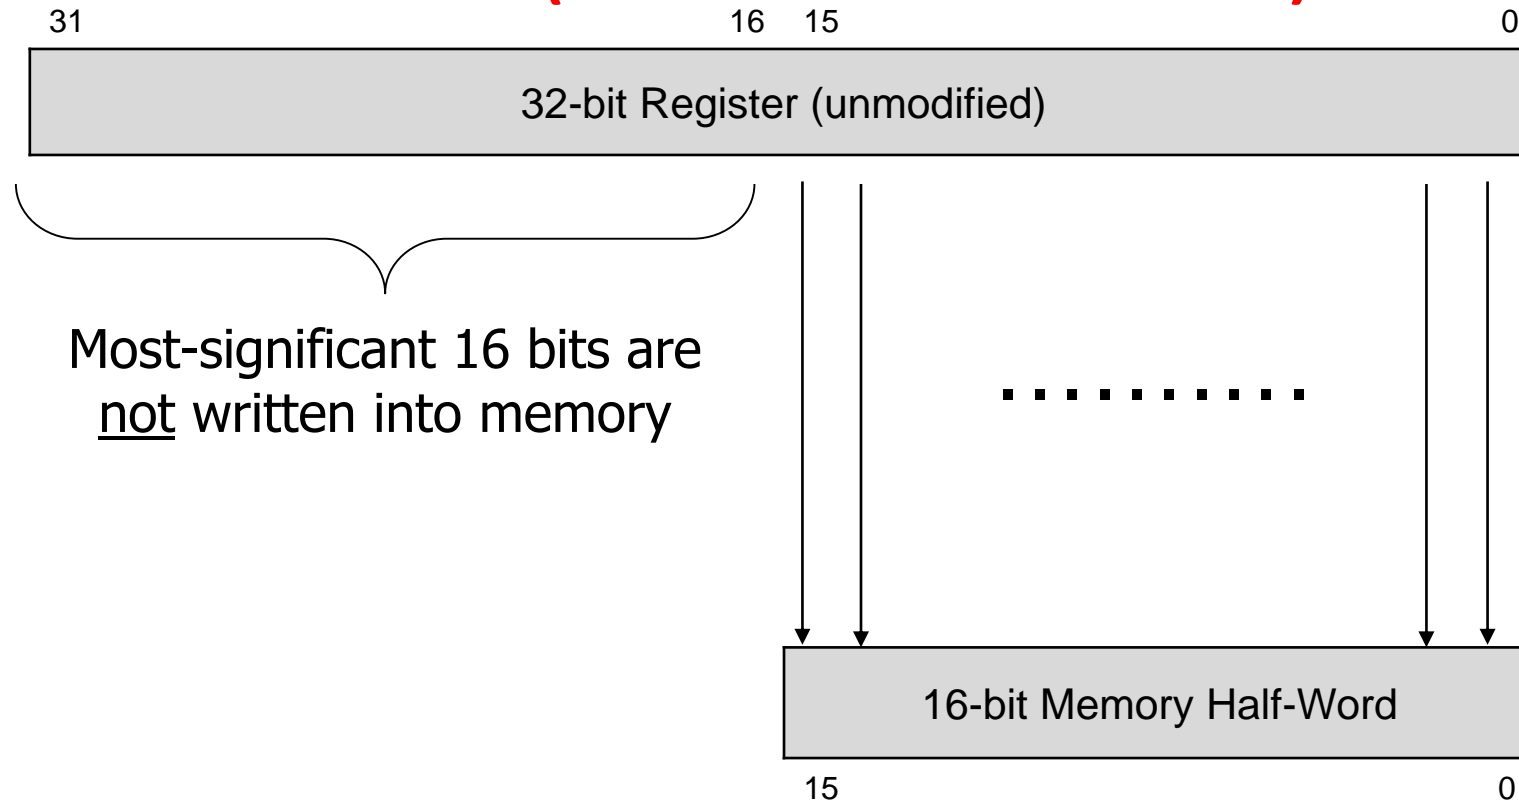 31 16 15 0
32-bit Register (unmodified)
Most-significant 16 bits are
not written into memory
16-bit Memory Half-Word
15 0